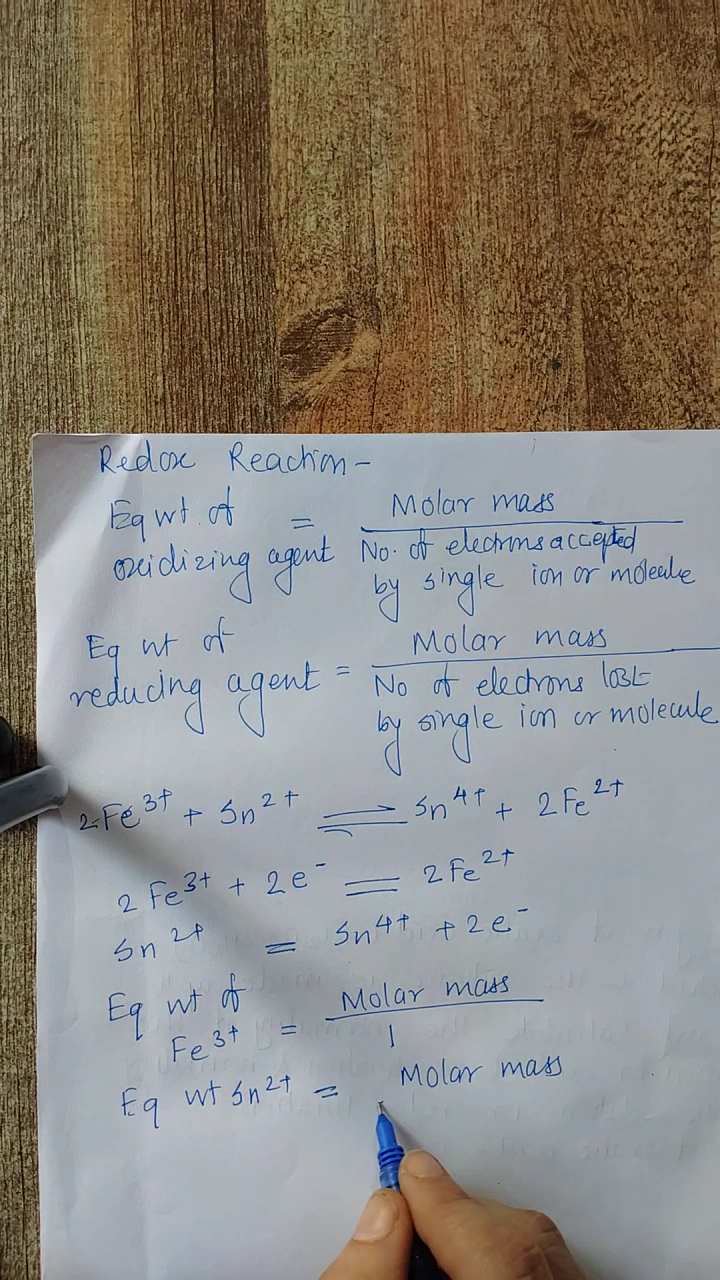 Redox Reaction -
Eq wt. of oxidizing agent = Molar mass / No. of electrons accepted by single ion or molecule
Eq wt of reducing agent = Molar mass / No of electrons lost by single ion or molecule
2Fe³⁺ + Sn²⁺ ⇌ Sn⁴⁺ + 2Fe²⁺
2Fe³⁺ + 2e⁻ = 2Fe²⁺
Sn²⁺ = Sn⁴⁺ + 2e⁻
Eq wt of Fe³⁺ = Molar mass / 1
Eq wt Sn²⁺ = Molar mass